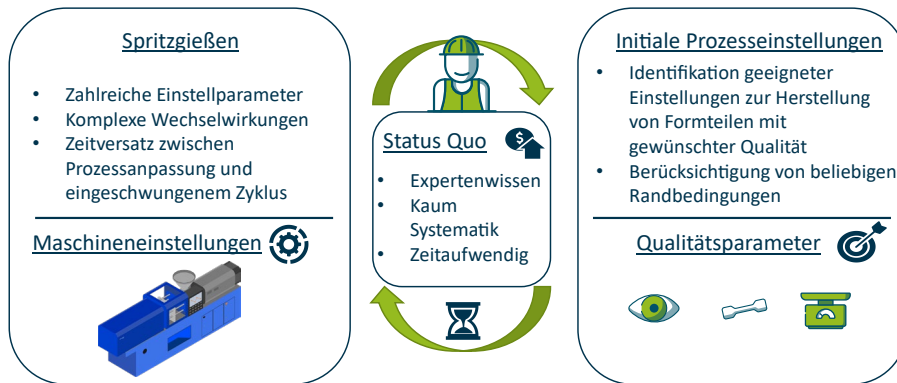 Spritzgießen
• Zahlreiche Einstellparameter
• Komplexe Wechselwirkungen
• Zeitversatz zwischen
Prozessanpassung und
eingeschwungenem Zyklus
Maschineneinstellungen
Status Quo
$
• Expertenwissen
• Kaum
Systematik
• Zeitaufwendig
Initiale Prozesseinstellungen
• Identifikation geeigneter
Einstellungen zur Herstellung
von Formteilen mit
gewünschter Qualität
• Berücksichtigung von beliebigen
Randbedingungen
Qualitätsparameter